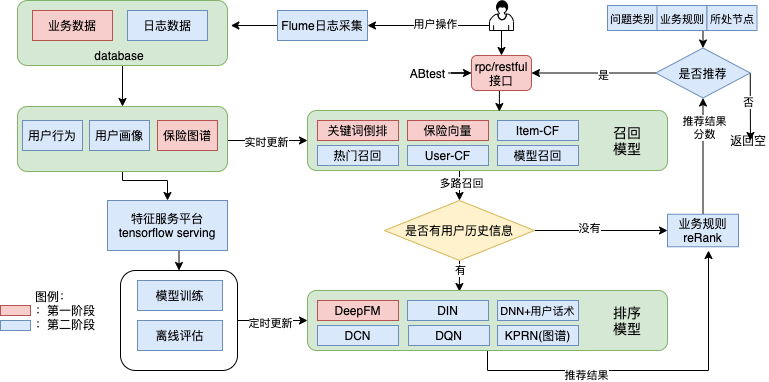 业务数据
日志数据
database
Flume日志采集
用户操作
问题类别
业务规则
所处节点
ABtest
rpc/restful
接口
是
是否推荐
否
返回空
推荐结果
分数
用户行为
用户画像
保险图谱
实时更新
关键词倒排
保险向量
Item-CF
热门召回
User-CF
模型召回
召回
模型
多路召回
特征服务平台
tensorflow serving
是否有用户历史信息
没有
业务规则
reRank
有
图例：
：第一阶段
：第二阶段
模型训练
离线评估
定时更新
DeepFM
DIN
DNN+用户话术
DCN
DQN
KPRN(图谱)
排序
模型
推荐结果